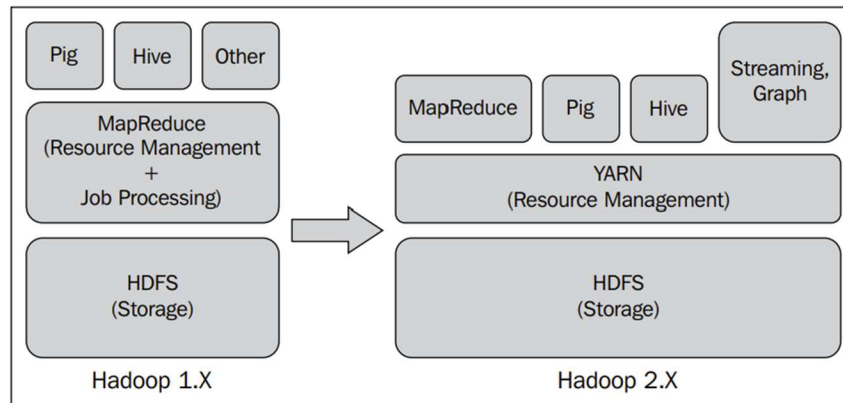 Pig
Hive
Other
MapReduce
(Resource Management
+
Job Processing)
HDFS
(Storage)
Hadoop 1.X
MapReduce
Pig
Hive
Streaming,
Graph
YARN
(Resource Management)
HDFS
(Storage)
Hadoop 2.X